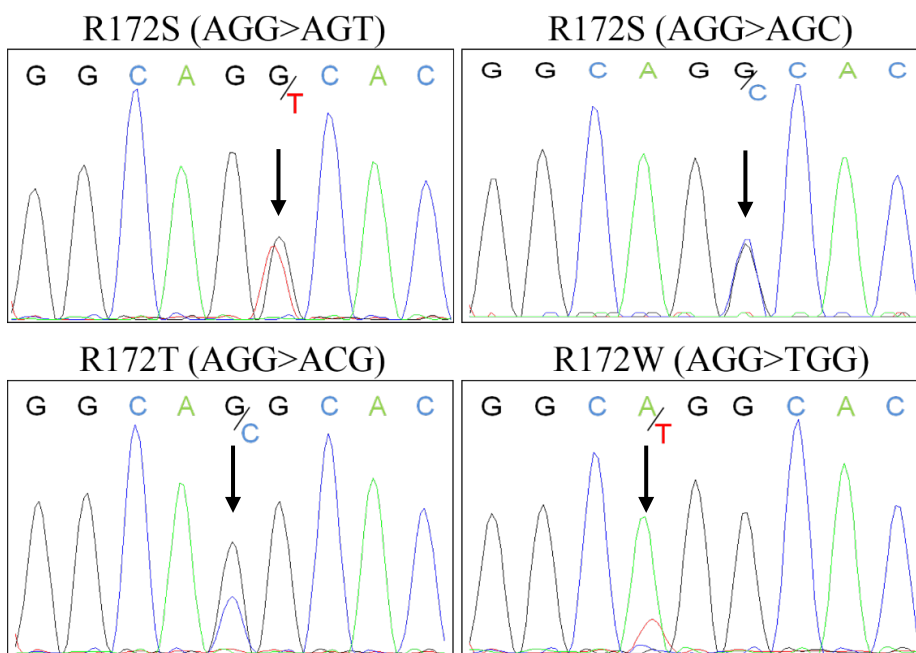 R172S (AGG>AGT)
G G C A G G/T C A C
R172S (AGG>AGC)
G G C A G G/C C A C
R172T (AGG>ACG)
G G C A G/C G C A C
R172W (AGG>TGG)
G G C A/T G G C A C